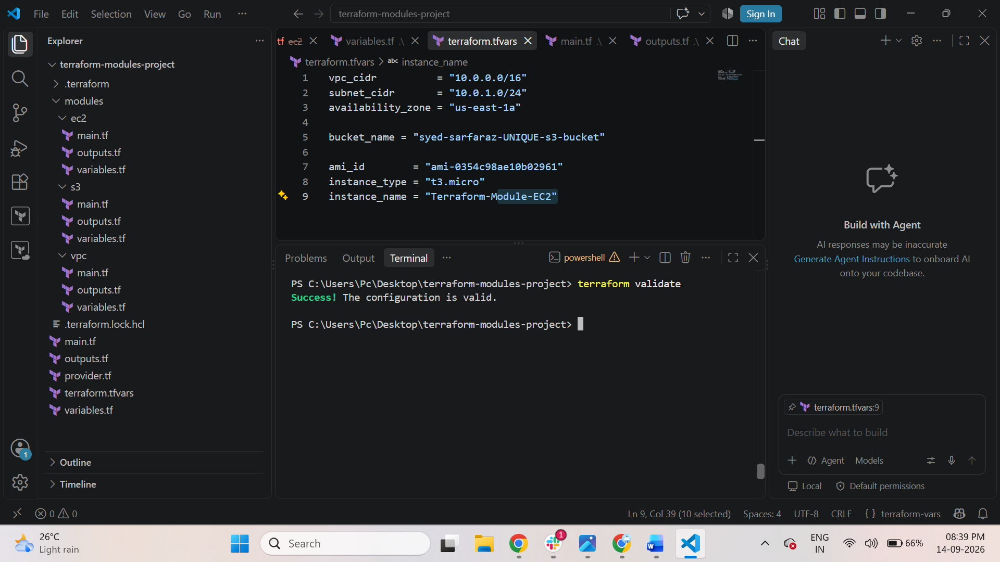 File Edit Selection View Go Run ···
terraform-modules-project
Sign In
Explorer
terraform-modules-project
.terraform
modules
ec2
main.tf
outputs.tf
variables.tf
s3
main.tf
outputs.tf
variables.tf
vpc
main.tf
outputs.tf
variables.tf
.terraform.lock.hcl
main.tf
outputs.tf
provider.tf
terraform.tfvars
variables.tf
Outline
Timeline
1
tf ec2 variables.tf .\ terraform.tfvars main.tf .\ outputs.tf .\
terraform.tfvars > abc instance_name
1 vpc_cidr = "10.0.0.0/16"
2 subnet_cidr = "10.0.1.0/24"
3 availability_zone = "us-east-1a"
4
5 bucket_name = "syed-sarfaraz-UNIQUE-s3-bucket"
6
7 ami_id = "ami-0354c98ae10b02961"
8 instance_type = "t3.micro"
9 instance_name = "Terraform-Module-EC2"
Problems Output Terminal ··· powershell
PS C:\Users\Pc\Desktop\terraform-modules-project> terraform validate
Success! The configuration is valid.
PS C:\Users\Pc\Desktop\terraform-modules-project>
Chat
Build with Agent
AI responses may be inaccurate
Generate Agent Instructions to onboard AI
onto your codebase.
terraform.tfvars:9
Describe what to build
Agent Models
Local Default permissions
0 0
Ln 9, Col 39 (10 selected) Spaces: 4 UTF-8 CRLF { } terraform-vars
26°C
Light rain
Search
1
ENG
IN
66%
08:39 PM
14-09-2026